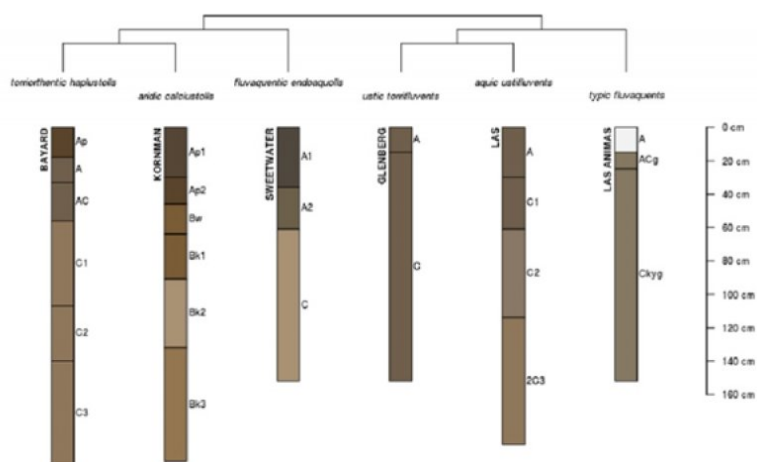 torriorthentic haplustolls
aridic calciustolls
fluvaquentic endoaquolls
ustic torrifluvents
aquic ustifluvents
typic fluvaquents
BAYARD
Ap
A
AC
C1
C2
C3
KORNMAN
Ap1
Ap2
Bw
Bk1
Bk2
Bk3
SWEETWATER
A1
A2
C
GLENBERG
A
C
LAS
A
C1
C2
2C3
LAS ANIMAS
A
ACg
Ckyg
0 cm
20 cm
40 cm
60 cm
80 cm
100 cm
120 cm
140 cm
160 cm